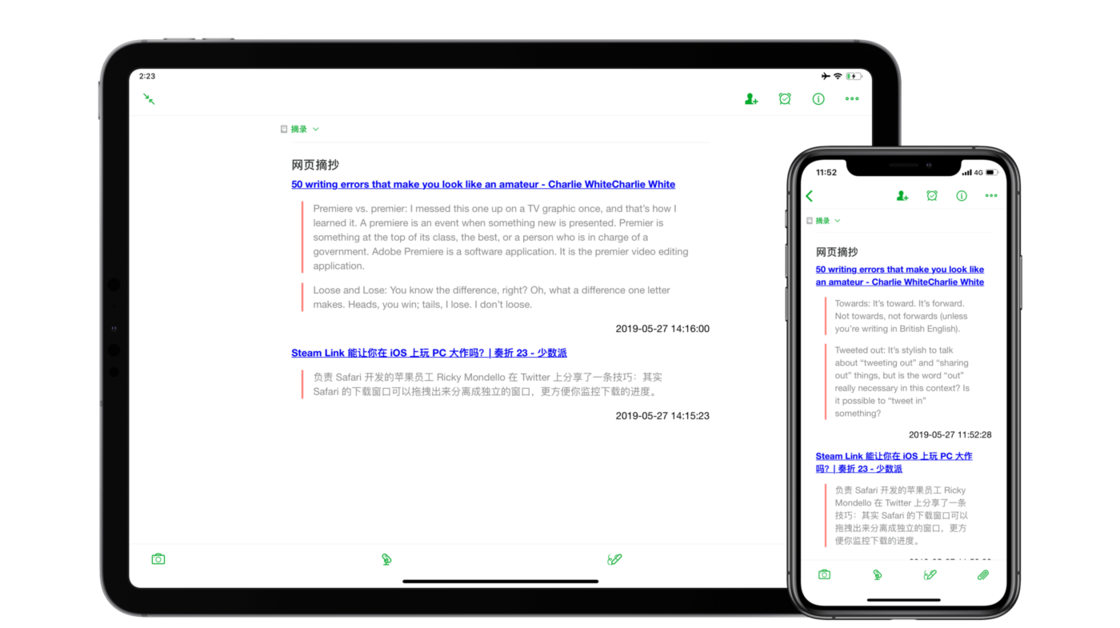 2:23
摘录
网页摘抄
50 writing errors that make you look like an amateur - Charlie WhiteCharlie White
Premiere vs. premier: I messed this one up on a TV graphic once, and that's how I
learned it. A premiere is an event when something new is presented. Premier is
something at the top of its class, the best, or a person who is in charge of a
government. Adobe Premiere is a software application. It is the premier video editing
application.
Loose and Lose: You know the difference, right? Oh, what a difference one letter
makes. Heads, you win; tails, I lose. I don't loose.
2019-05-27 14:16:00
Steam Link 能让你在 iOS 上玩 PC 大作吗？| 奏折 23 - 少数派
负责 Safari 开发的苹果员工 Ricky Mondello 在 Twitter 上分享了一条技巧：其实
Safari 的下载窗口可以拖拽出来分离成独立的窗口，更方便你监控下载的进度。
2019-05-27 14:15:23
11:52
4G
摘录
网页摘抄
50 writing errors that make you look like
an amateur - Charlie WhiteCharlie White
Towards: It's toward. It's forward.
Not towards, not forwards (unless
you're writing in British English).
Tweeted out: It's stylish to talk
about "tweeting out" and "sharing
out" things, but is the word "out"
really necessary in this context? Is
it possible to "tweet in"
something?
2019-05-27 11:52:28
Steam Link 能让你在 iOS 上玩 PC 大作
吗？| 奏折 23 - 少数派
负责 Safari 开发的苹果员工 Ricky
Mondello 在 Twitter 上分享了一条
技巧：其实 Safari 的下载窗口可以
拖拽出来分离成独立的窗口，更方
便你监控下载的进度。